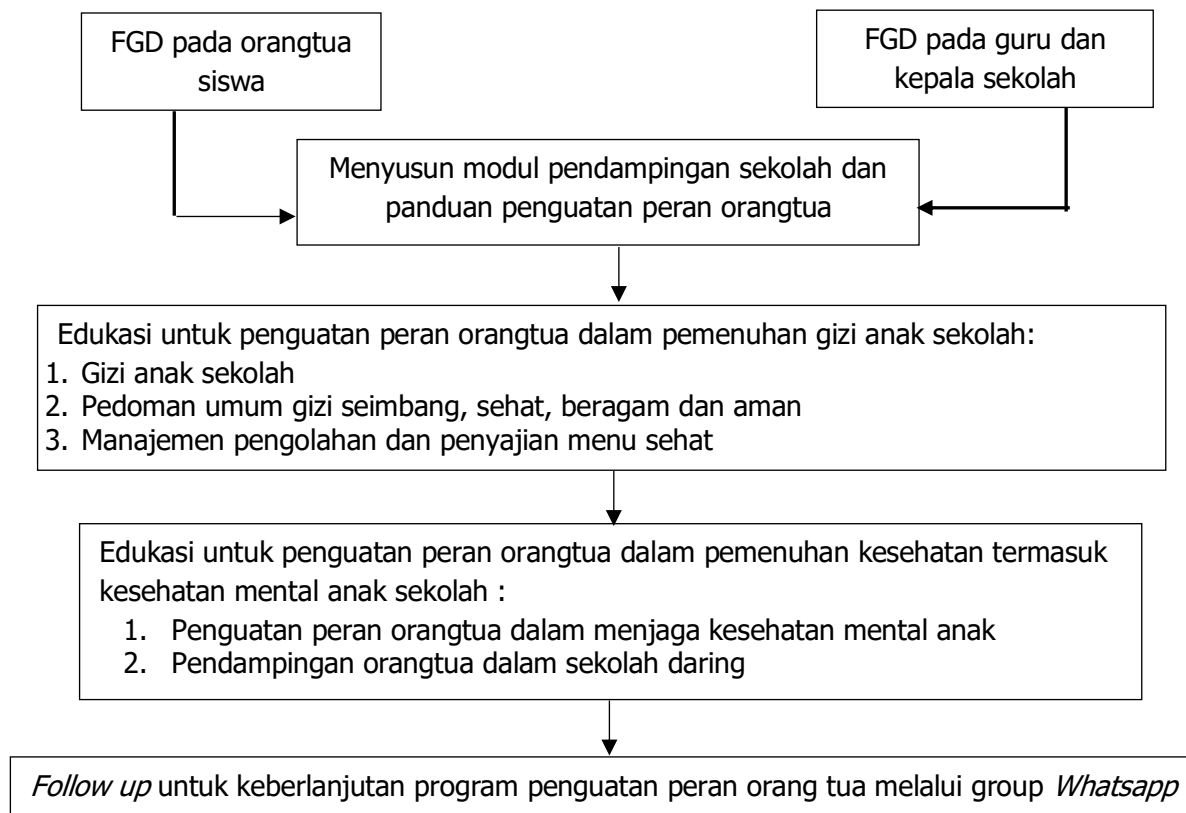 FGD pada orangtua
siswa
FGD pada guru dan
kepala sekolah
Menyusun modul pendampingan sekolah dan
panduan penguatan peran orangtua
Edukasi untuk penguatan peran orangtua dalam pemenuhan gizi anak sekolah:
1. Gizi anak sekolah
2. Pedoman umum gizi seimbang, sehat, beragam dan aman
3. Manajemen pengolahan dan penyajian menu sehat
Edukasi untuk penguatan peran orangtua dalam pemenuhan kesehatan termasuk
kesehatan mental anak sekolah :
1. Penguatan peran orangtua dalam menjaga kesehatan mental anak
2. Pendampingan orangtua dalam sekolah daring
Follow up untuk keberlanjutan program penguatan peran orang tua melalui group Whatsapp